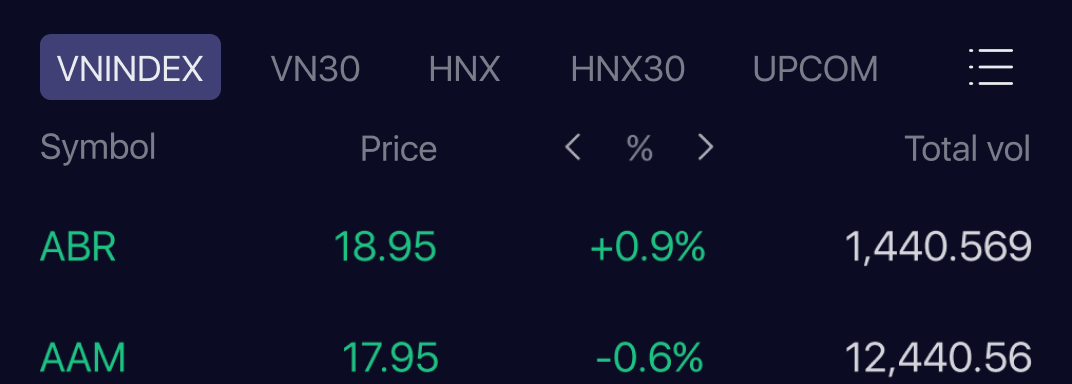 VNINDEX VN30 HNX HNX30 UPCOM
Symbol Price < % > Total vol
ABR 18.95 +0.9% 1,440.569
AAM 17.95 -0.6% 12,440.56